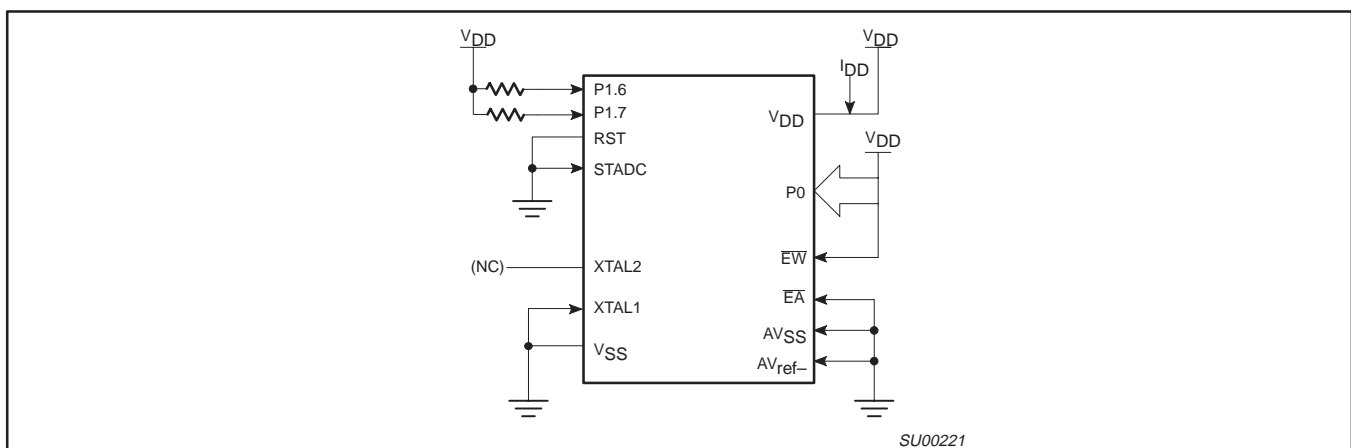 VDD
P1.6
P1.7
RST
STADC
(NC)
XTAL2
XTAL1
VSS
VDD
IDD
VDD
VDD
P0
EW
EA
AVSS
AVref–
SU00221